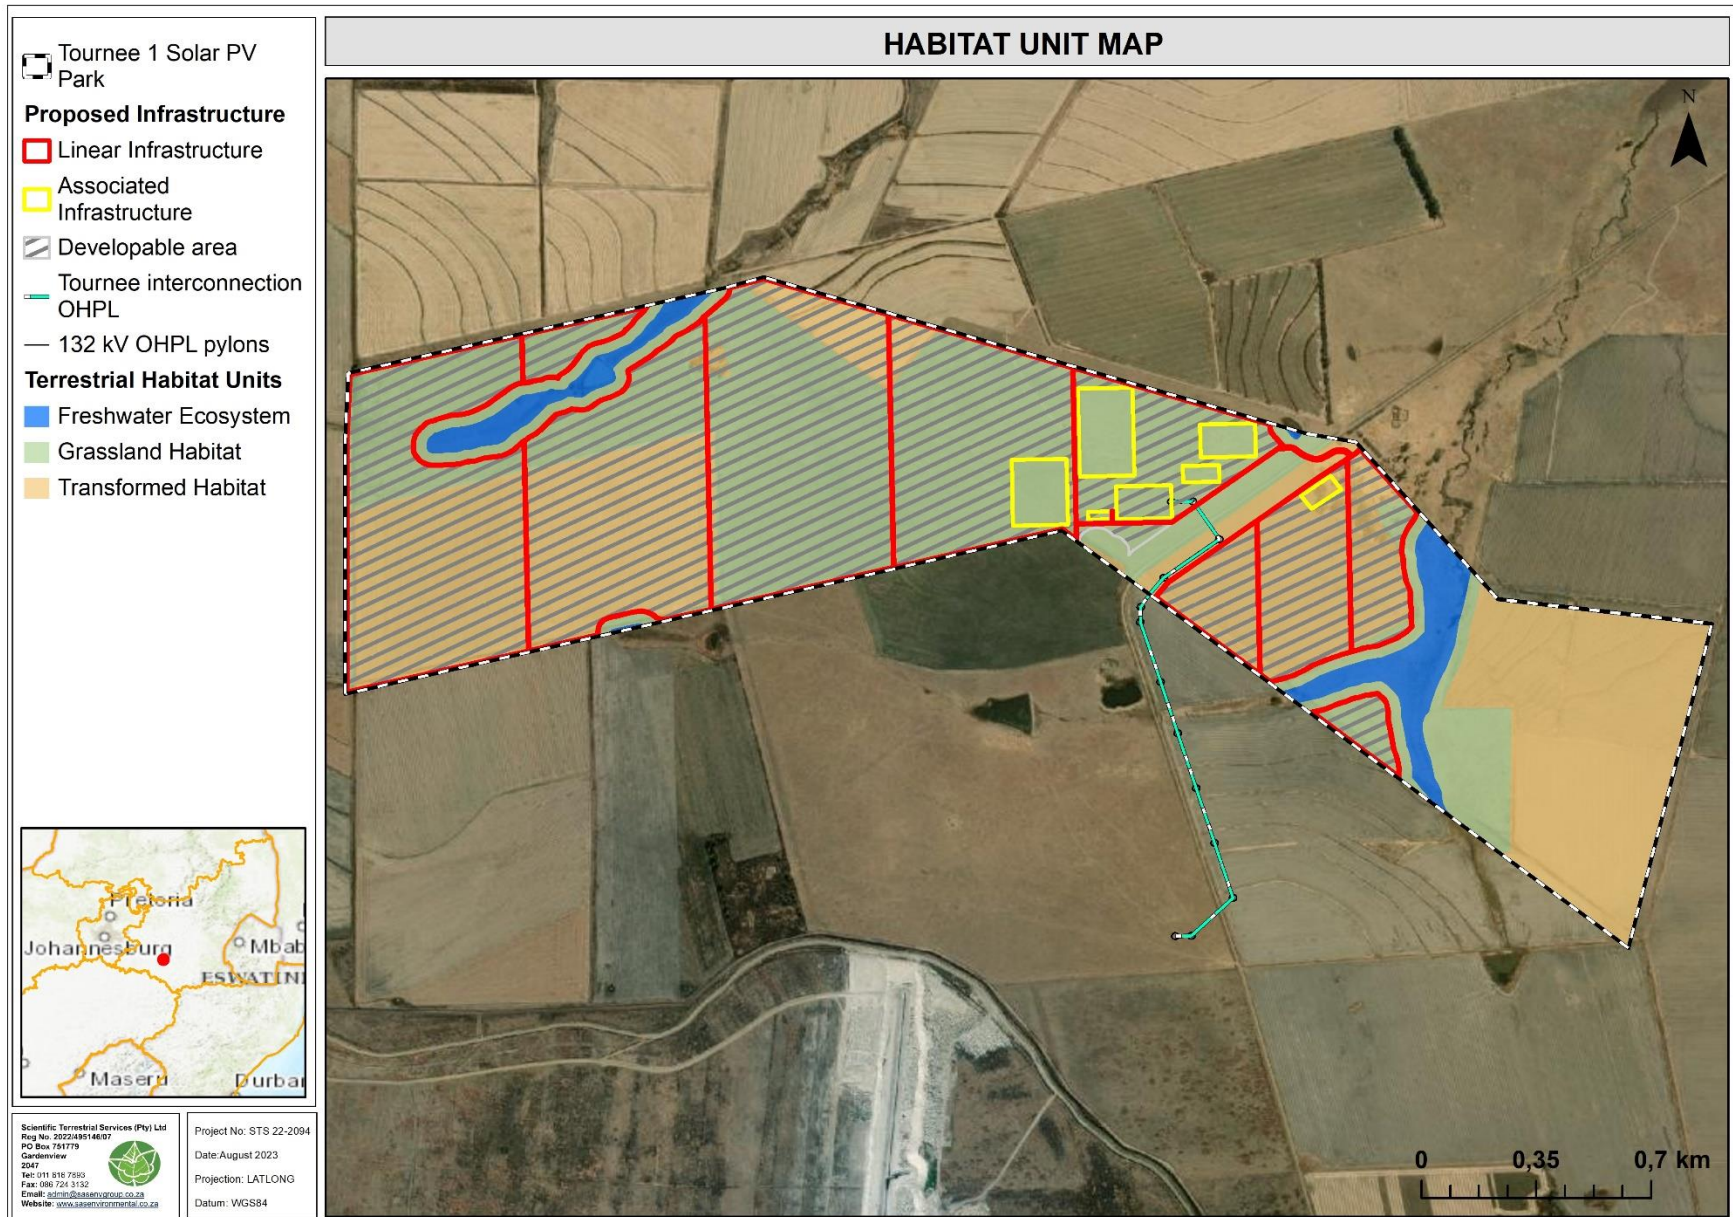 HABITAT UNIT MAP
Tournee 1 Solar PV
Park
Proposed Infrastructure
Linear Infrastructure
Associated
Infrastructure
Developable area
Tournee interconnection
OHPL
132 kV OHPL pylons
Terrestrial Habitat Units
Freshwater Ecosystem
Grassland Habitat
Transformed Habitat
N
Pretoria
Johannesburg
Mbab
ESWATINI
Maseru
Durban
0 0,35 0,7 km
Scientific Terrestrial Services (Pty) Ltd
Reg No. 2022/495146/07
PO Box 751779
Gardenview
2047
Tel: 011 616 7893
Fax: 086 724 3132
Email: admin@sasenvgroup.co.za
Website: www.sasenvironmental.co.za
Project No: STS 22-2094
Date:August 2023
Projection: LATLONG
Datum: WGS84